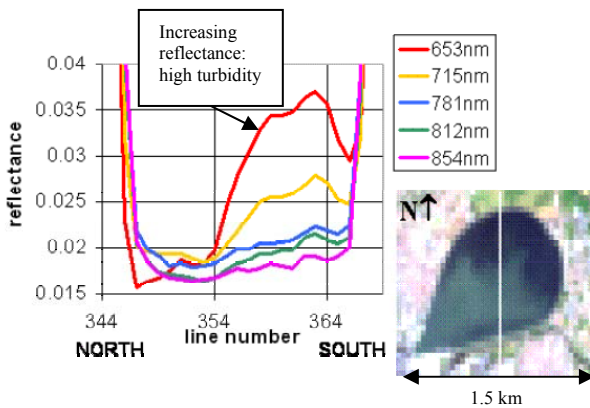 Increasing
reflectance:
high turbidity
0.04
0.035
0.03
0.025
0.02
0.015
reflectance
344
354
364
line number
NORTH
SOUTH
653nm
715nm
781nm
812nm
854nm
N↑
1.5 km